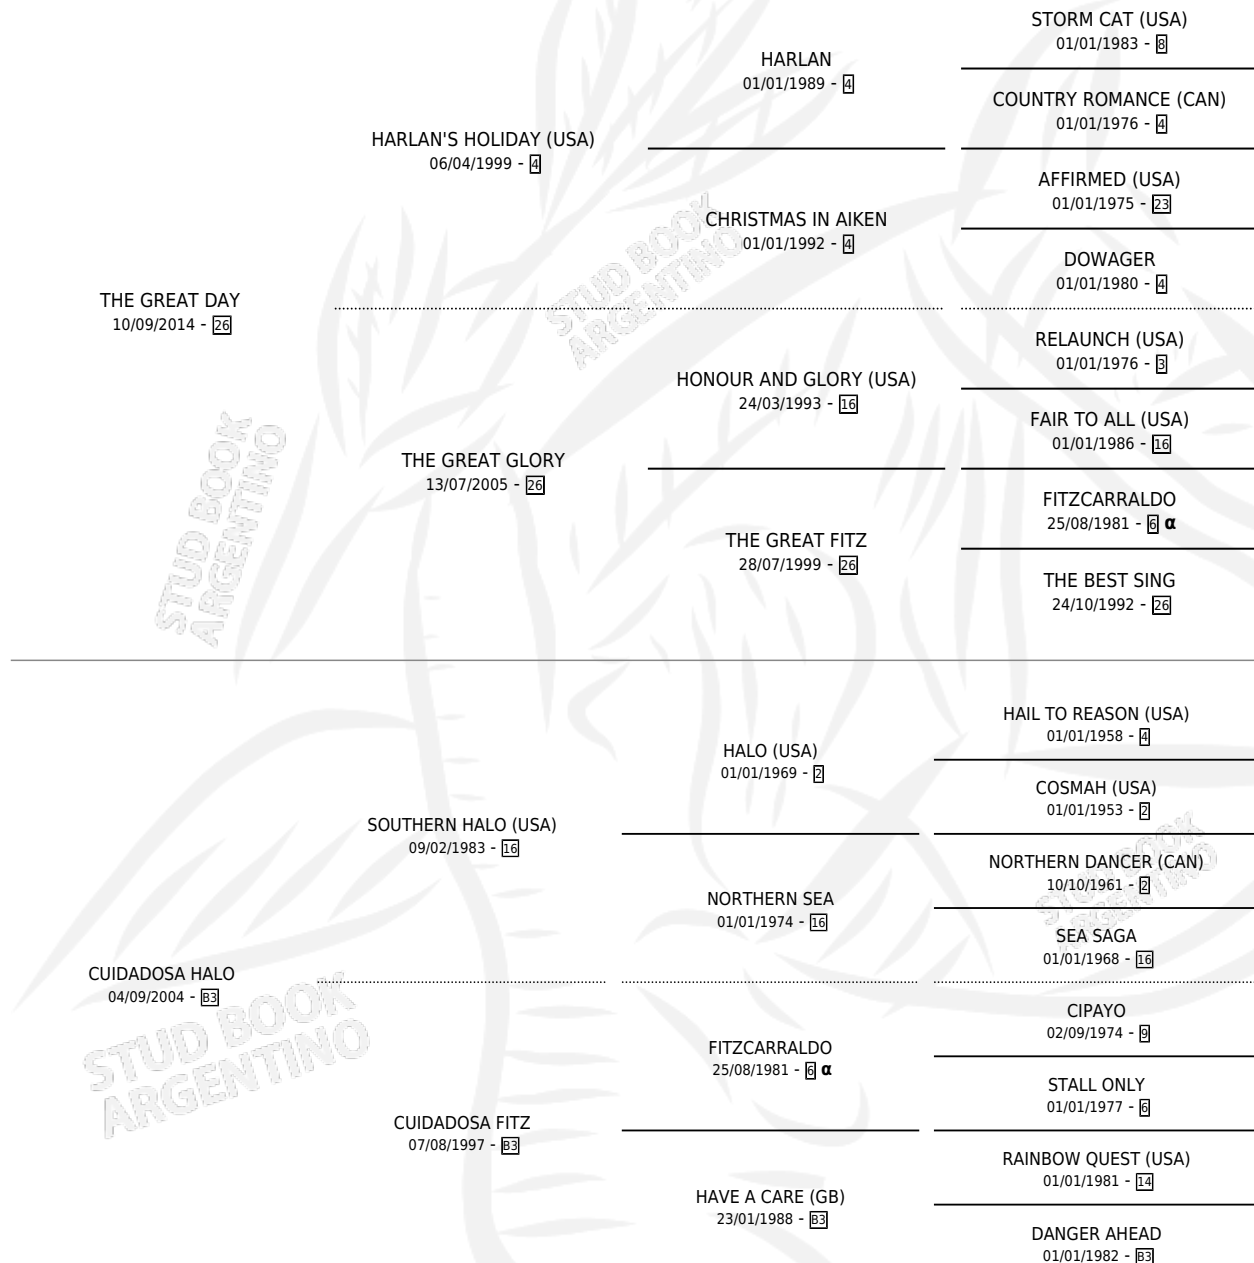 STORM CAT (USA)
01/01/1983 - 8
HARLAN
01/01/1989 - 4
COUNTRY ROMANCE (CAN)
01/01/1976 - 4
HARLAN'S HOLIDAY (USA)
06/04/1999 - 4
AFFIRMED (USA)
01/01/1975 - 23
CHRISTMAS IN AIKEN
01/01/1992 - 4
DOWAGER
01/01/1980 - 4
THE GREAT DAY
10/09/2014 - 26
RELAUNCH (USA)
01/01/1976 - 3
HONOUR AND GLORY (USA)
24/03/1993 - 16
FAIR TO ALL (USA)
01/01/1986 - 16
THE GREAT GLORY
13/07/2005 - 26
FITZCARRALDO
25/08/1981 - 6 α
THE GREAT FITZ
28/07/1999 - 26
THE BEST SING
24/10/1992 - 26
HAIL TO REASON (USA)
01/01/1958 - 4
HALO (USA)
01/01/1969 - 2
COSMAH (USA)
01/01/1953 - 2
SOUTHERN HALO (USA)
09/02/1983 - 16
NORTHERN DANCER (CAN)
10/10/1961 - 2
NORTHERN SEA
01/01/1974 - 16
SEA SAGA
01/01/1968 - 16
CUIDADOSA HALO
04/09/2004 - B3
CIPAYO
02/09/1974 - 9
FITZCARRALDO
25/08/1981 - 6 α
STALL ONLY
01/01/1977 - 6
CUIDADOSA FITZ
07/08/1997 - B3
RAINBOW QUEST (USA)
01/01/1981 - 14
HAVE A CARE (GB)
23/01/1988 - B3
DANGER AHEAD
01/01/1982 - B3
STUD BOOK
ARGENTINO
STUD BOOK
ARGENTINO
STUD BOOK
ARGENTINO
STUD BOOK
ARGENTINO